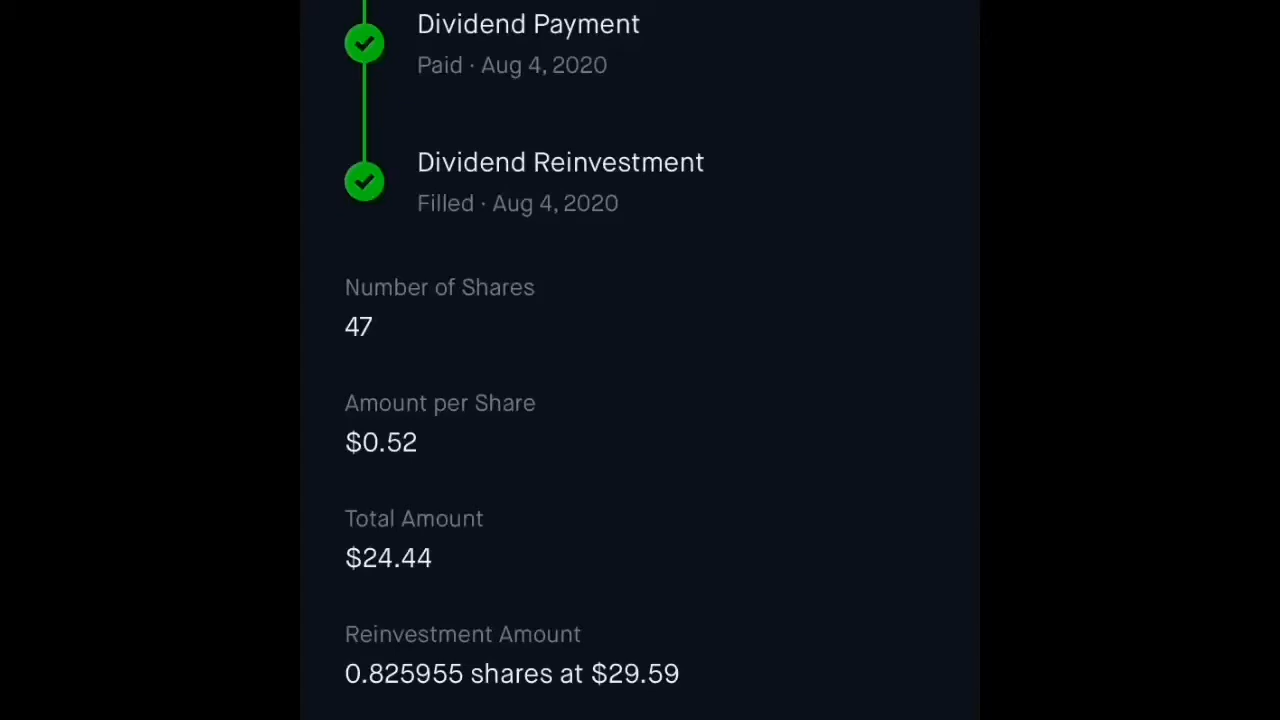 Dividend Payment
Paid · Aug 4, 2020
Dividend Reinvestment
Filled · Aug 4, 2020
Number of Shares
47
Amount per Share
$0.52
Total Amount
$24.44
Reinvestment Amount
0.825955 shares at $29.59